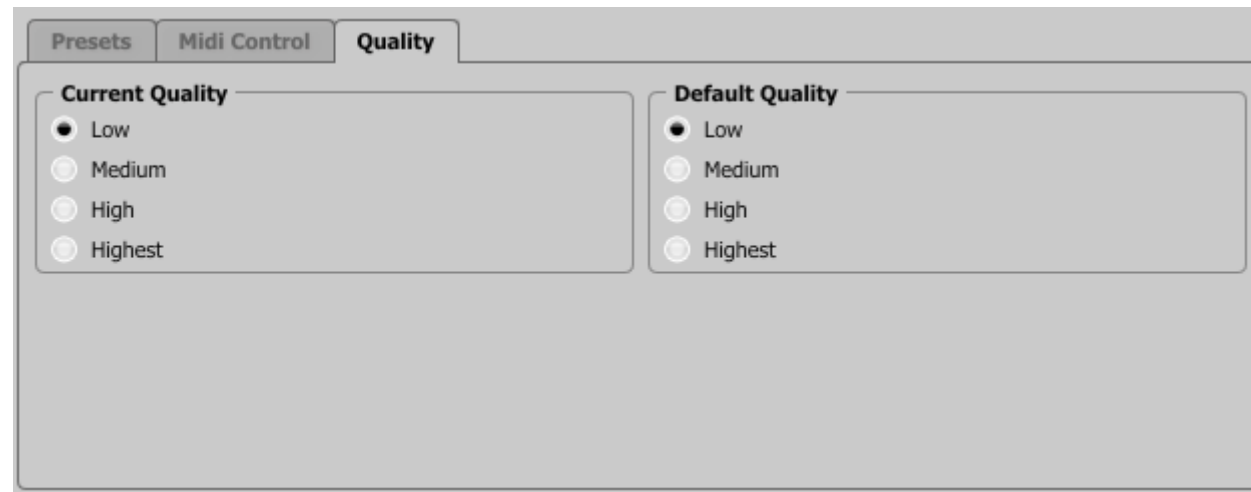 Presets Midi Control Quality
Current Quality
Low
Medium
High
Highest
Default Quality
Low
Medium
High
Highest